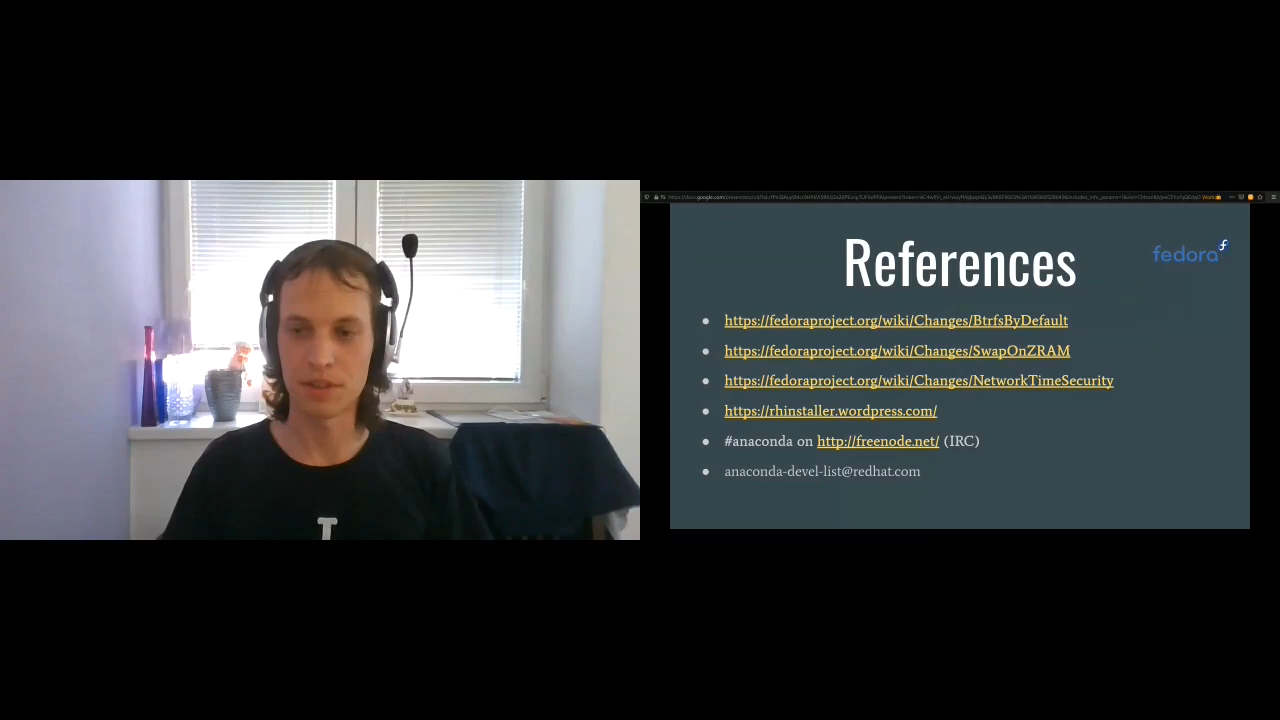 References
fedora
https://fedoraproject.org/wiki/Changes/BtrfsByDefault
https://fedoraproject.org/wiki/Changes/SwapOnZRAM
https://fedoraproject.org/wiki/Changes/NetworkTimeSecurity
https://rhinstaller.wordpress.com/
#anaconda on http://freenode.net/ (IRC)
anaconda-devel-list@redhat.com